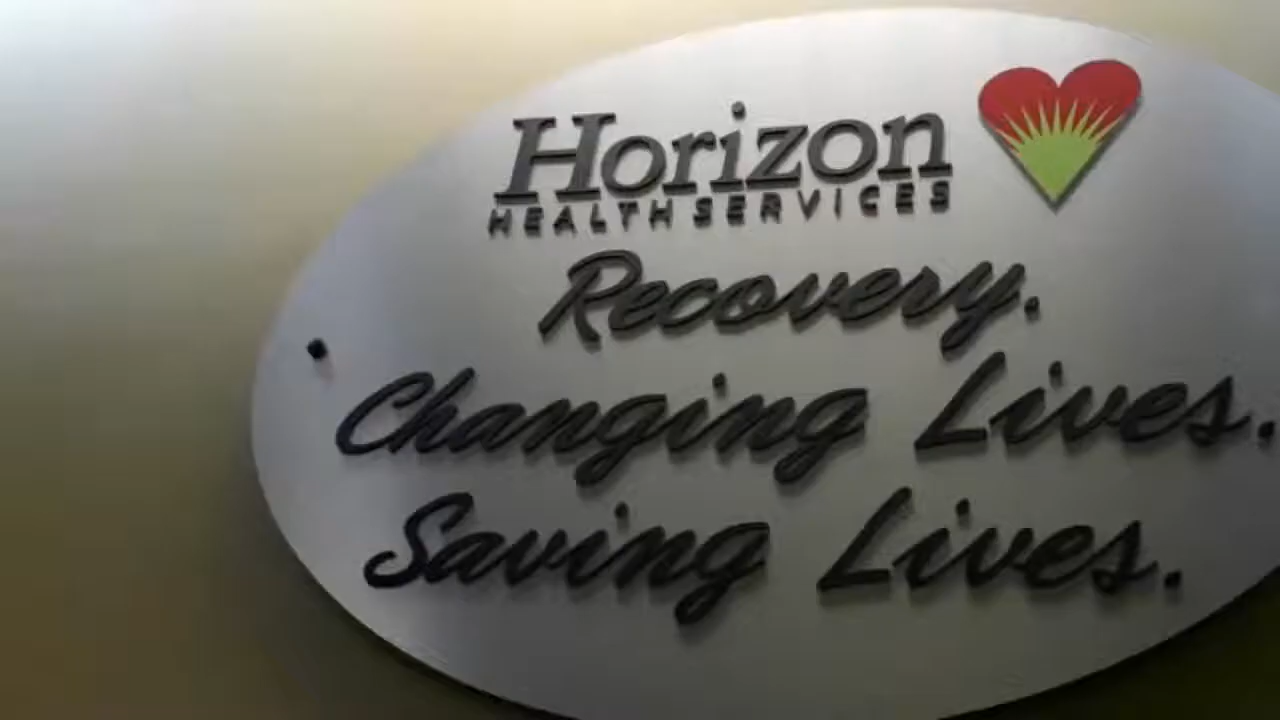 Horizon
HEALTH SERVICES
Recovery.
Changing Lives.
Saving Lives.